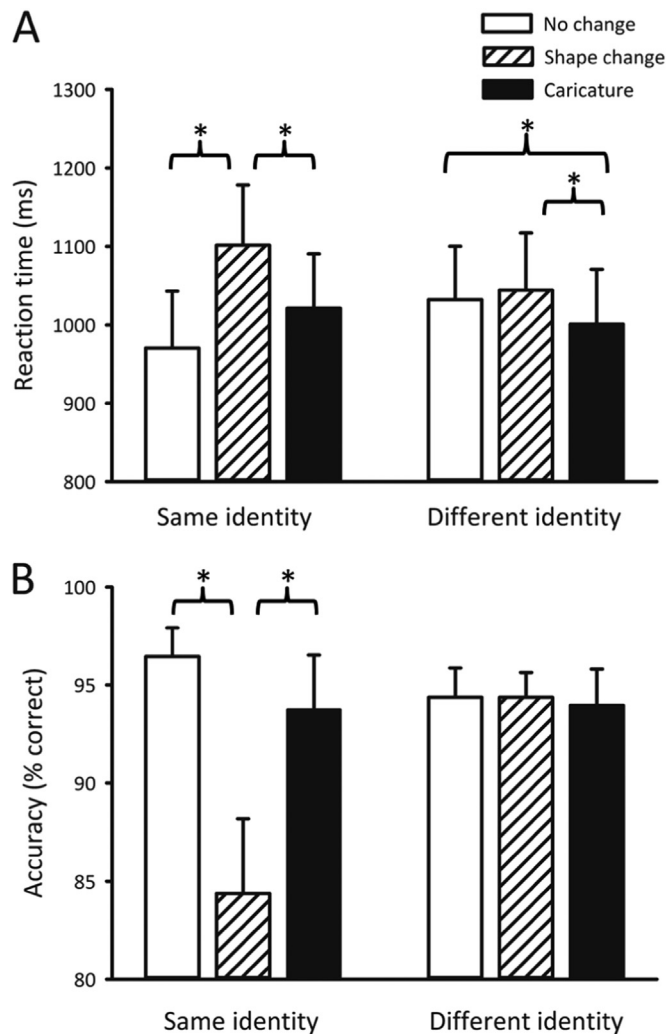 A
No change
Shape change
Caricature
Reaction time (ms)
1300
1200
1100
1000
900
800
*
*
*
*
Same identity
Different identity
B
Accuracy (% correct)
100
95
90
85
80
*
*
Same identity
Different identity